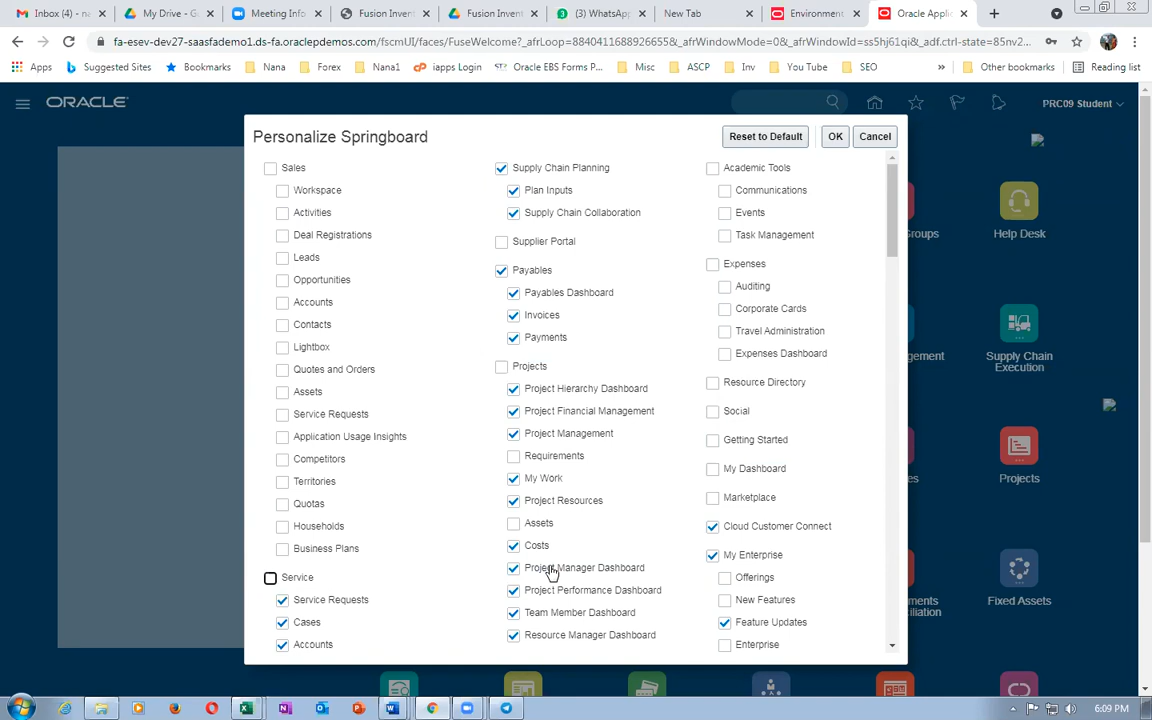 Inbox (4) - na
My Drive - G
Meeting Info
Fusion Invent
Fusion Invent
(3) WhatsApp
New Tab
Environment
Oracle Applic
fa-esev-dev27-saasfademo1.ds-fa.oraclepdemos.com/fscmUI/faces/FuseWelcome?_afrLoop=8840411688926655&_afrWindowMode=0&_afrWindowId=ss5hj61qi&_adf.ctrl-state=85nv2...
Apps
Suggested Sites
Bookmarks
Nana
Forex
Nana1
iapps Login
Oracle EBS Forms P...
Misc
ASCP
Inv
You Tube
SEO
»
Other bookmarks
Reading list
ORACLE
PRC09 Student
Personalize Springboard
Reset to Default
OK
Cancel
Sales
Workspace
Activities
Deal Registrations
Leads
Opportunities
Accounts
Contacts
Lightbox
Quotes and Orders
Assets
Service Requests
Application Usage Insights
Competitors
Territories
Quotas
Households
Business Plans
Service
Service Requests
Cases
Accounts
Supply Chain Planning
Plan Inputs
Supply Chain Collaboration
Supplier Portal
Payables
Payables Dashboard
Invoices
Payments
Projects
Project Hierarchy Dashboard
Project Financial Management
Project Management
Requirements
My Work
Project Resources
Assets
Costs
Project Manager Dashboard
Project Performance Dashboard
Team Member Dashboard
Resource Manager Dashboard
Academic Tools
Communications
Events
Task Management
Expenses
Auditing
Corporate Cards
Travel Administration
Expenses Dashboard
Resource Directory
Social
Getting Started
My Dashboard
Marketplace
Cloud Customer Connect
My Enterprise
Offerings
New Features
Feature Updates
Enterprise
Groups
Help Desk
Supply Chain
Execution
Projects
Fixed Assets
6:09 PM